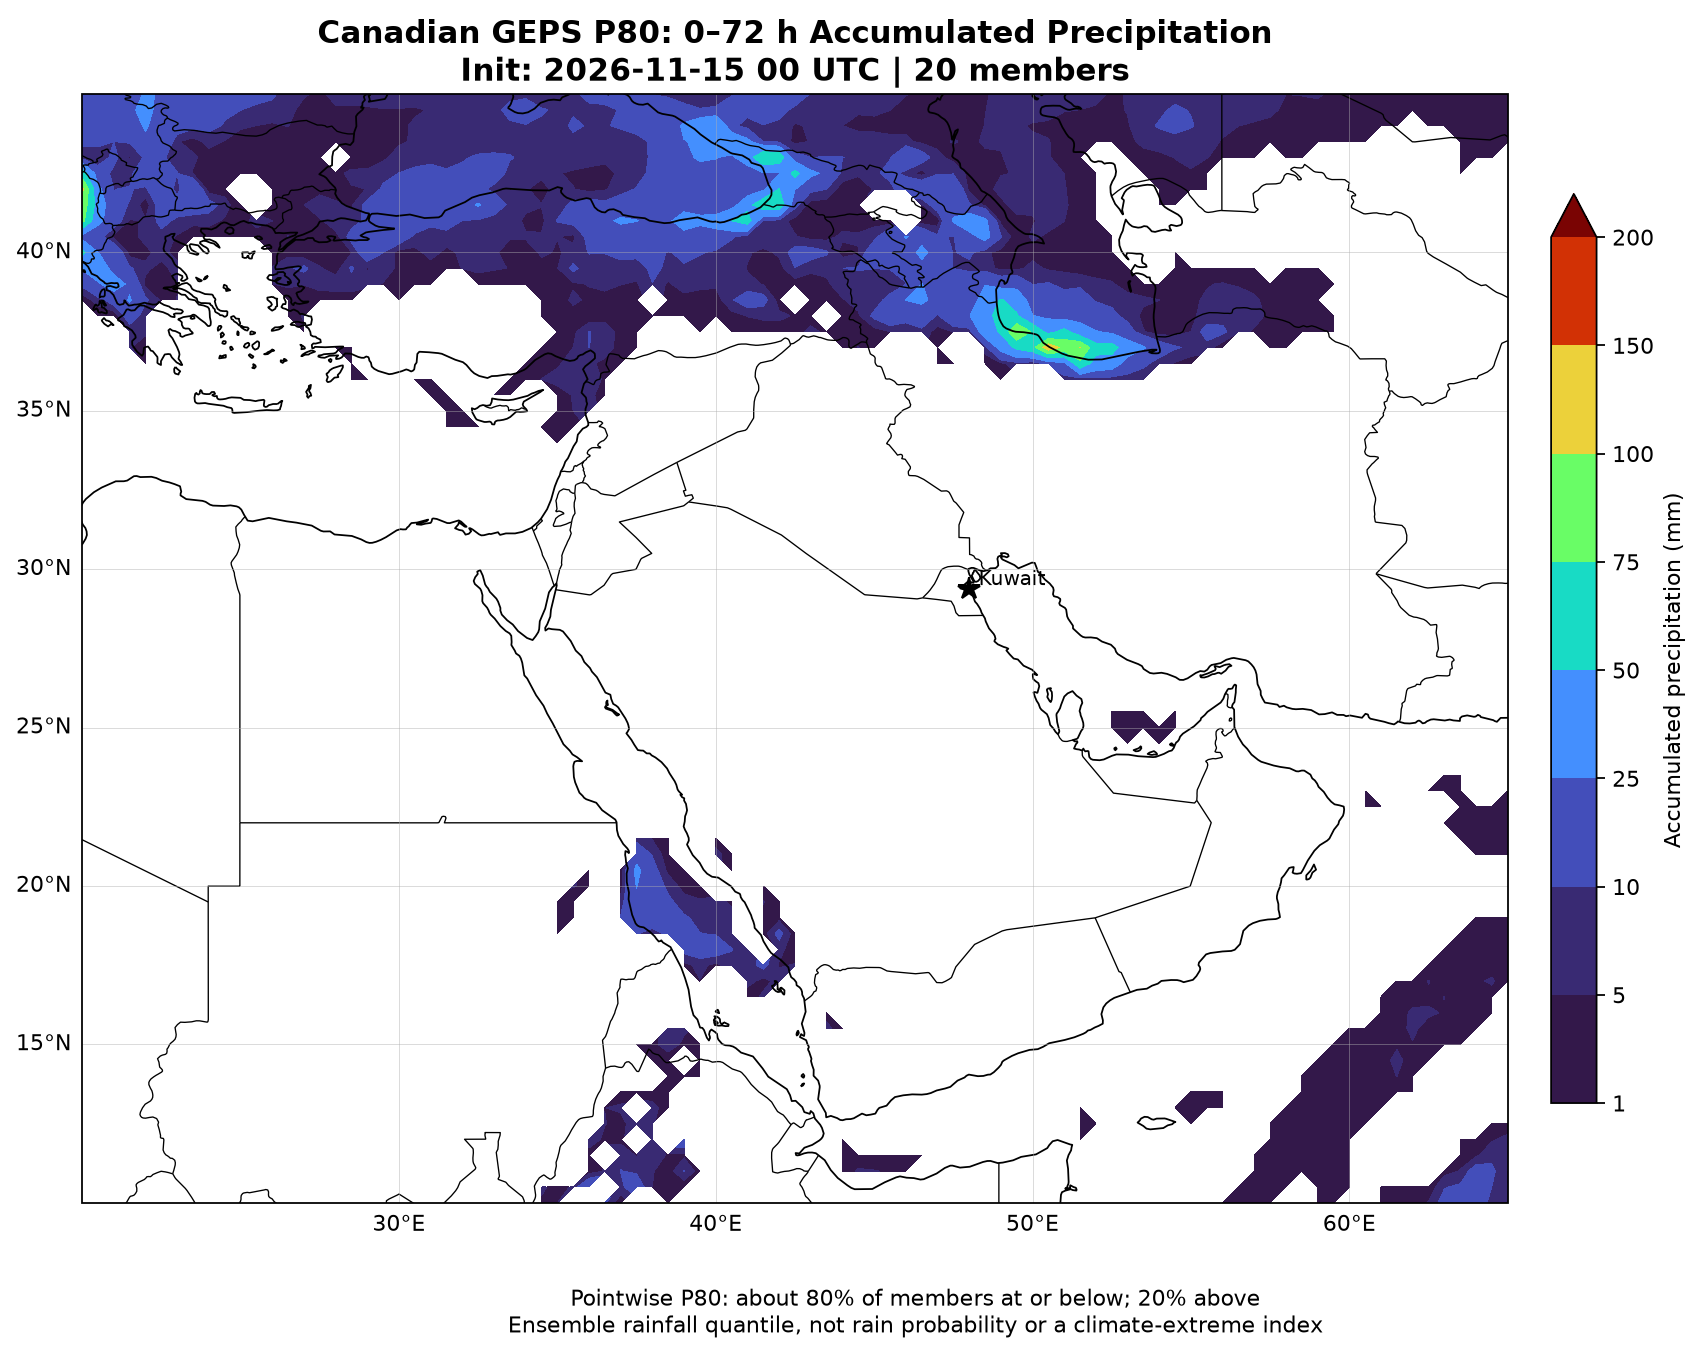 Canadian GEPS P80: 0–72 h Accumulated Precipitation
Init: 2026-11-15 00 UTC | 20 members
40°N
35°N
30°N
25°N
20°N
15°N
30°E
40°E
50°E
60°E
Kuwait
200
150
100
75
50
25
10
5
1
Accumulated precipitation (mm)
Pointwise P80: about 80% of members at or below; 20% above
Ensemble rainfall quantile, not rain probability or a climate-extreme index